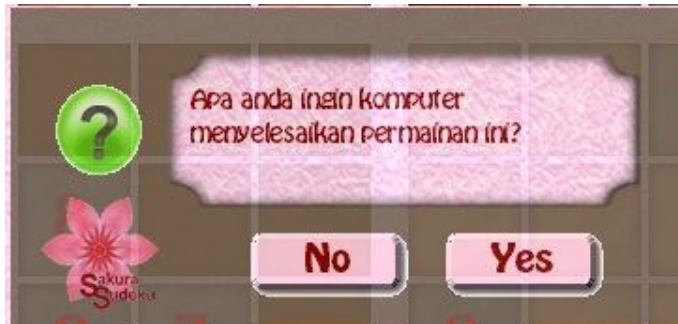 Apa anda ingin komputer
menyelesaikan permainan ini?
No
Yes
Sakura
Sudoku